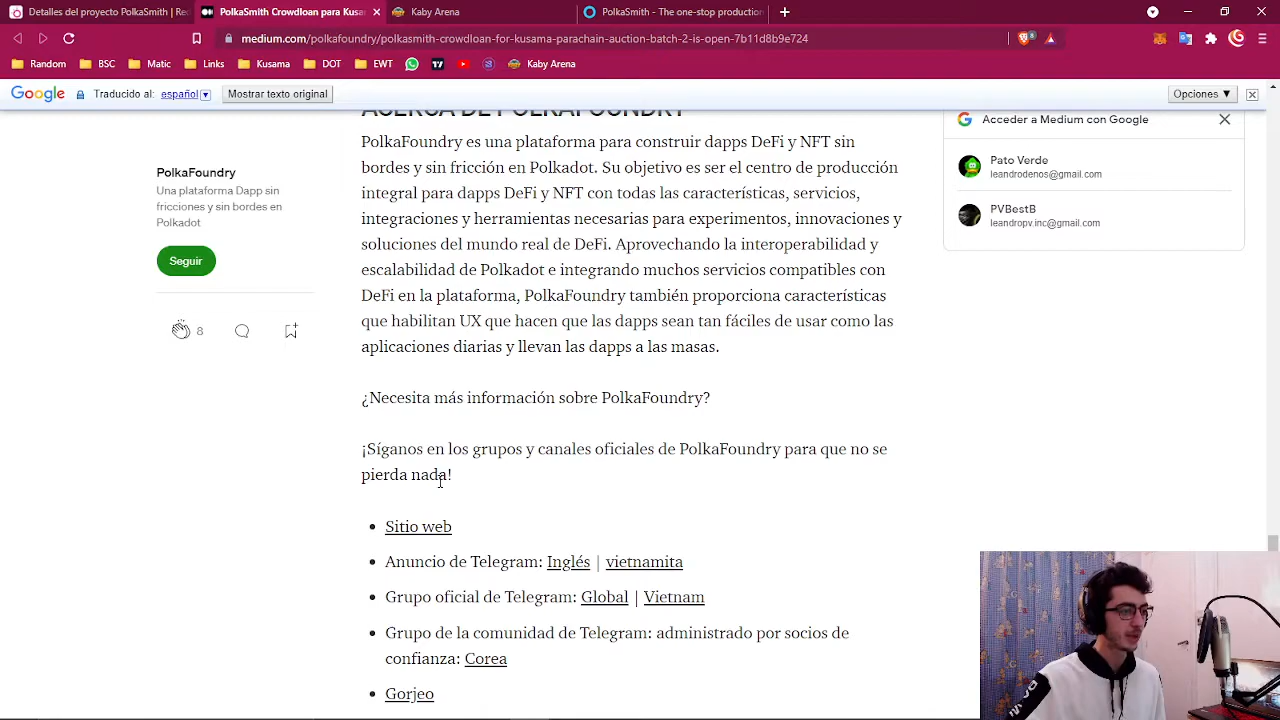 Detalles del proyecto PolkaSmith | Re
PolkaSmith Crowdloan para Kusa
Kaby Arena
PolkaSmith - The one-stop production
medium.com/polkafoundry/polkasmith-crowdloan-for-kusama-parachain-auction-batch-2-is-open-7b11d8b9e724
Random
BSC
Matic
Links
Kusama
DOT
EWT
Kaby Arena
Google
Traducido al: español
Mostrar texto original
Opciones ▼
ACERCA DE POLKAFOUNDRY
PolkaFoundry es una plataforma para construir dapps DeFi y NFT sin
bordes y sin fricción en Polkadot. Su objetivo es ser el centro de producción
integral para dapps DeFi y NFT con todas las características, servicios,
integraciones y herramientas necesarias para experimentos, innovaciones y
soluciones del mundo real de DeFi. Aprovechando la interoperabilidad y
escalabilidad de Polkadot e integrando muchos servicios compatibles con
DeFi en la plataforma, PolkaFoundry también proporciona características
que habilitan UX que hacen que las dapps sean tan fáciles de usar como las
aplicaciones diarias y llevan las dapps a las masas.
¿Necesita más información sobre PolkaFoundry?
¡Síganos en los grupos y canales oficiales de PolkaFoundry para que no se
pierda nada!
• Sitio web
• Anuncio de Telegram: Inglés | vietnamita
• Grupo oficial de Telegram: Global | Vietnam
• Grupo de la comunidad de Telegram: administrado por socios de
confianza: Corea
• Gorjeo
PolkaFoundry
Una plataforma Dapp sin
fricciones y sin bordes en
Polkadot
Seguir
8
Acceder a Medium con Google
Pato Verde
leandrodenos@gmail.com
PVBestB
leandropv.inc@gmail.com